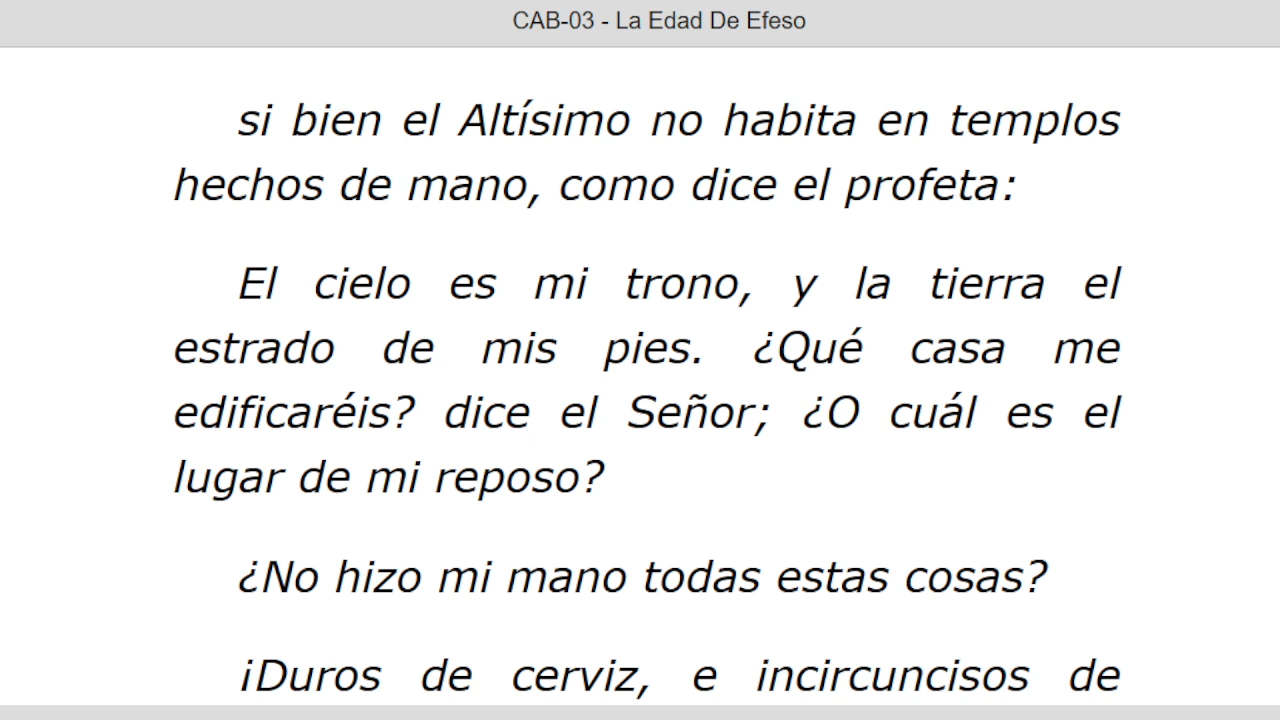 CAB-03 - La Edad De Efeso
si bien el Altísimo no habita en templos
hechos de mano, como dice el profeta:
El cielo es mi trono, y la tierra el
estrado de mis pies. ¿Qué casa me
edificaréis? dice el Señor; ¿O cuál es el
lugar de mi reposo?
¿No hizo mi mano todas estas cosas?
¡Duros de cerviz, e incircuncisos de